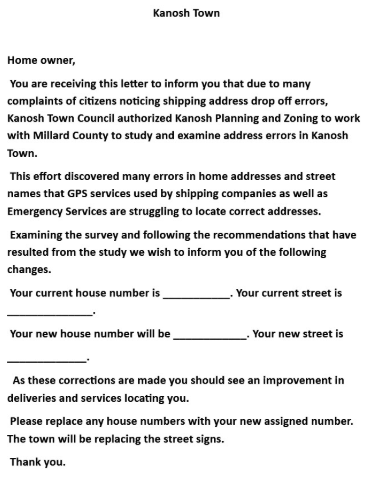 Kanosh Town
Home owner,
You are receiving this letter to inform you that due to many
complaints of citizens noticing shipping address drop off errors,
Kanosh Town Council authorized Kanosh Planning and Zoning to work
with Millard County to study and examine address errors in Kanosh
Town.
This effort discovered many errors in home addresses and street
names that GPS services used by shipping companies as well as
Emergency Services are struggling to locate correct addresses.
Examining the survey and following the recommendations that have
resulted from the study we wish to inform you of the following
changes.
Your current house number is ___________. Your current street is
______________.
Your new house number will be ____________. Your new street is
_____________.
As these corrections are made you should see an improvement in
deliveries and services locating you.
Please replace any house numbers with your new assigned number.
The town will be replacing the street signs.
Thank you.